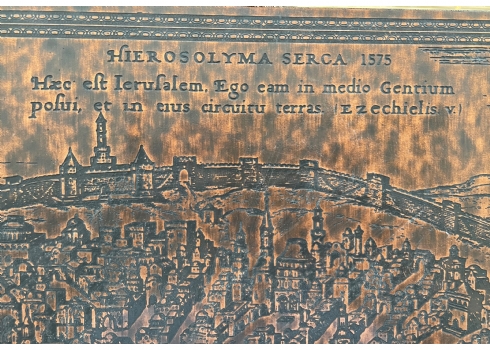 HIEROSOLYMA SERCA 1575
Hæc est Ierusalem, Ego eam in medio Gentium
posui, et in eius circuitu terras. (Ezechielis. v.)